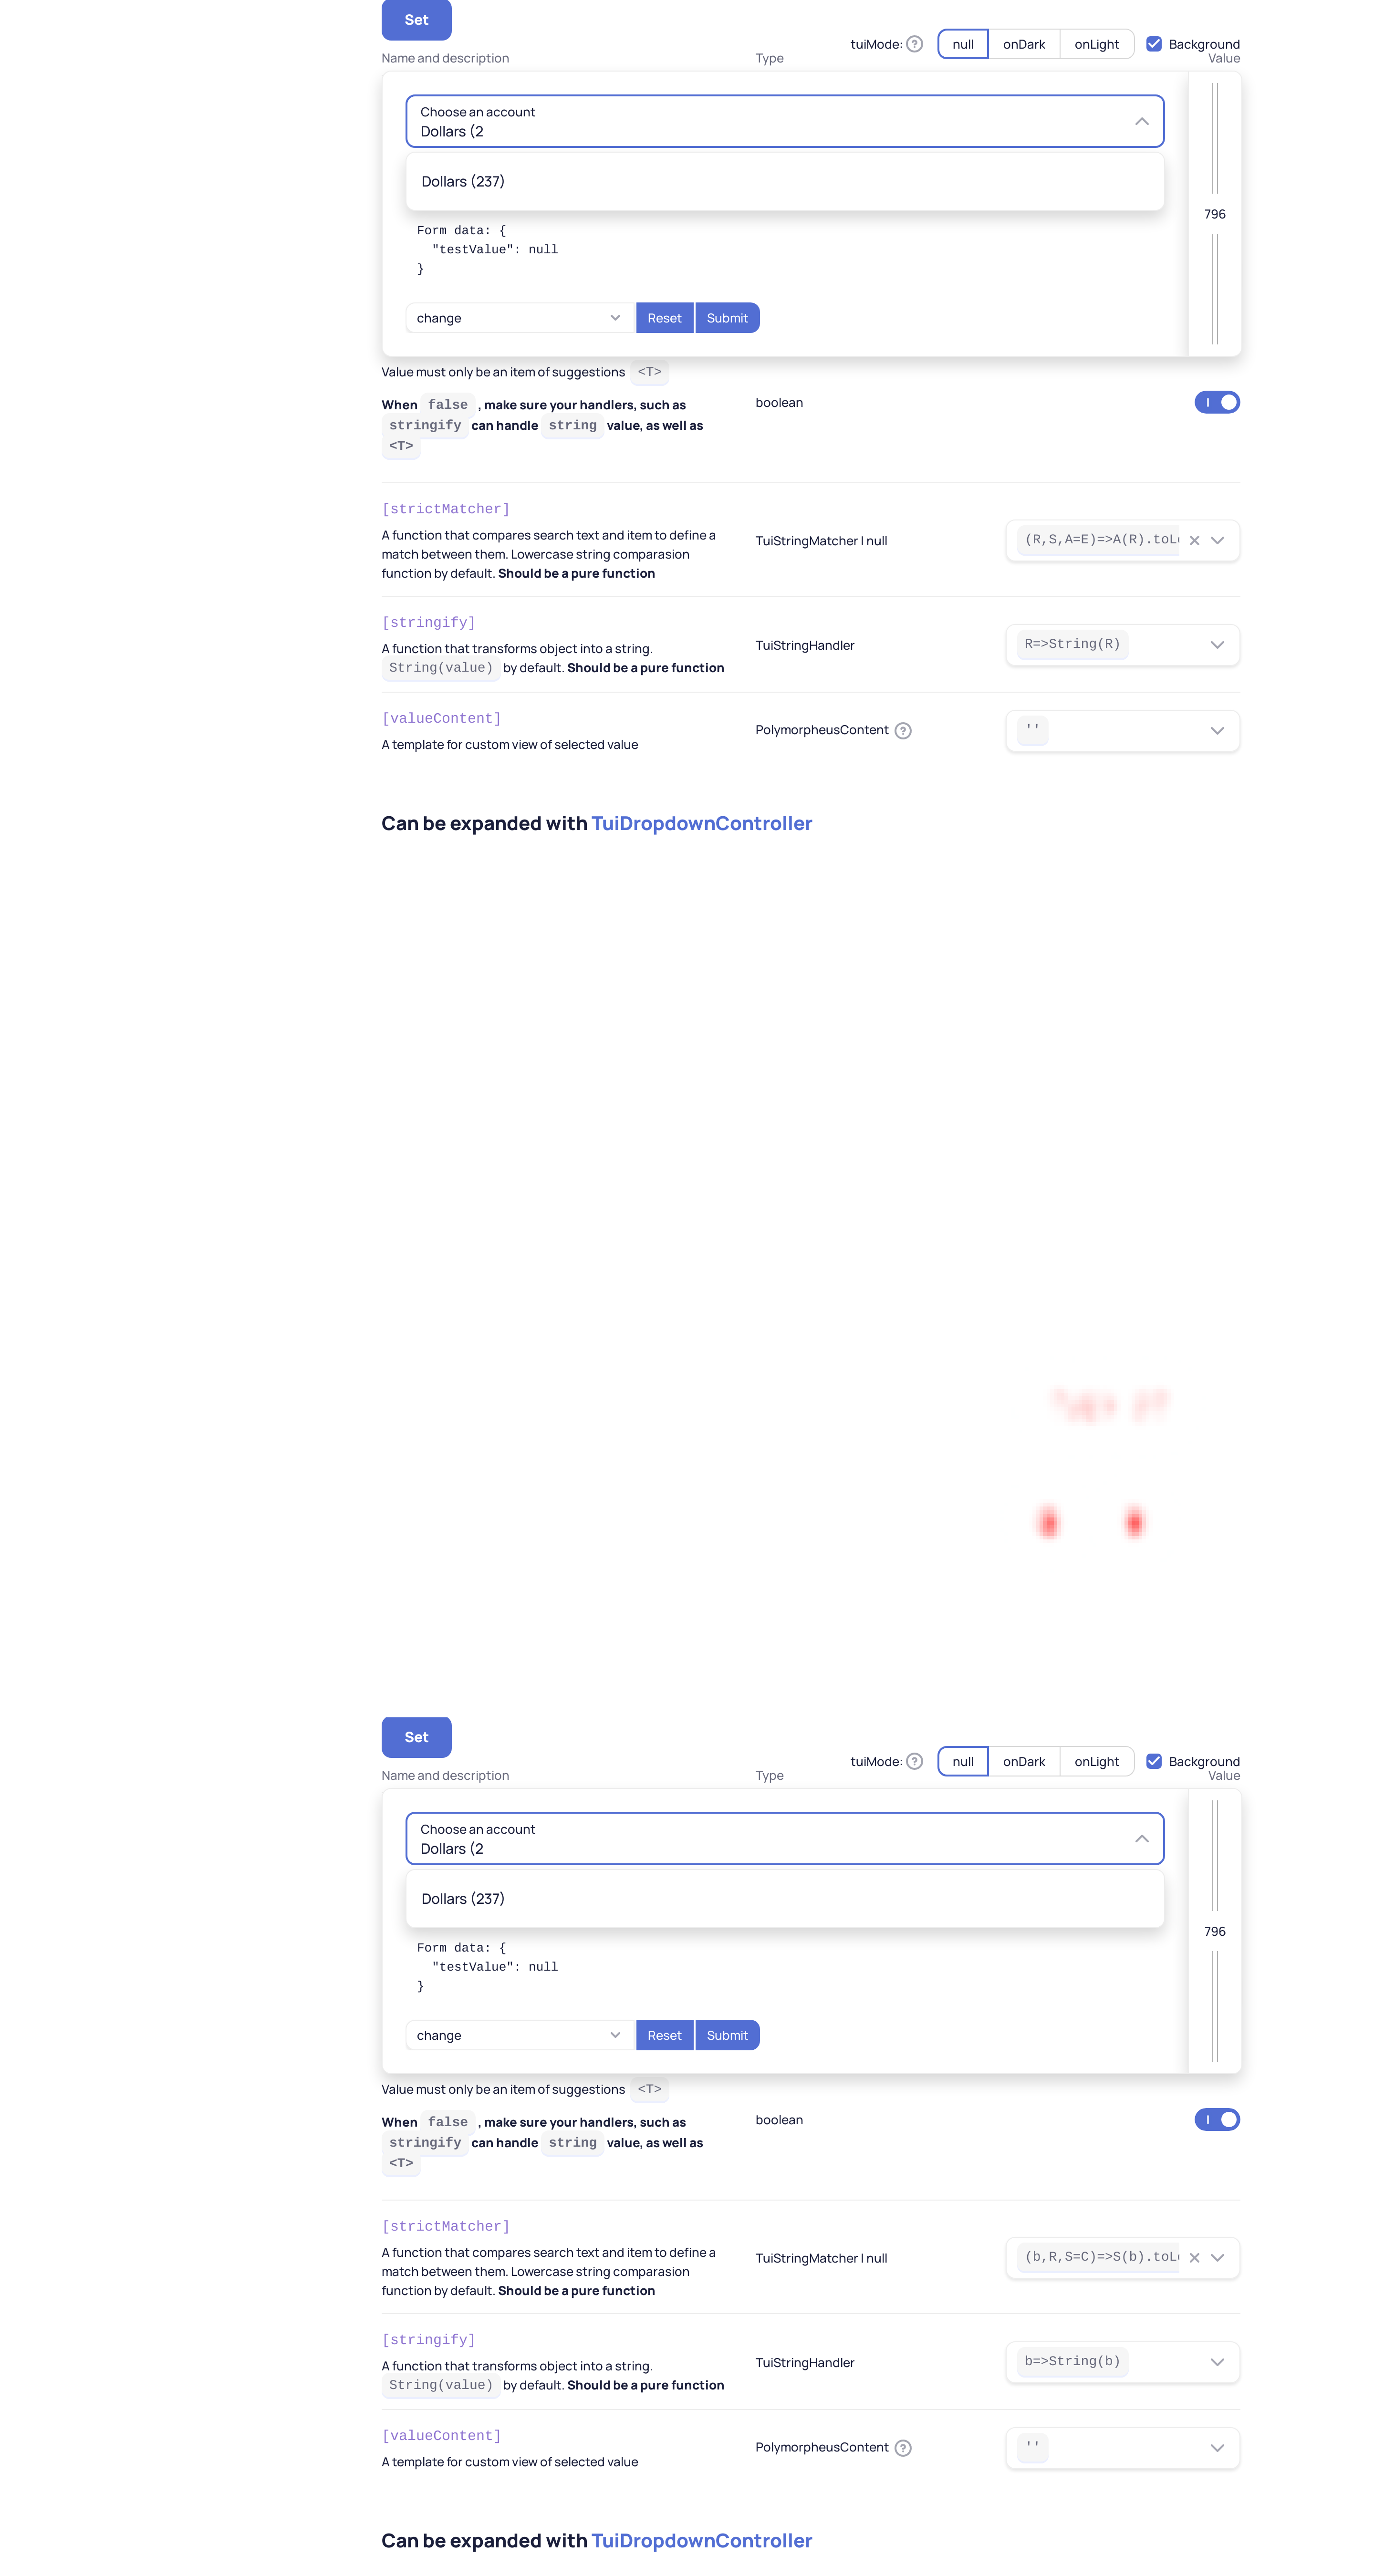 Set
tuiMode: ? null onDark onLight Background
Name and description Type Value
Choose an account
Dollars (2
Dollars (237)
796
Form data: {
"testValue": null
}
change Reset Submit
Value must only be an item of suggestions <T>
When false , make sure your handlers, such as
boolean
stringify can handle string value, as well as
<T>
[strictMatcher]
A function that compares search text and item to define a
match between them. Lowercase string comparasion
function by default. Should be a pure function
TuiStringMatcher | null
(R,S,A=E)=>A(R).toL
[stringify]
A function that transforms object into a string.
String(value) by default. Should be a pure function
TuiStringHandler
R=>String(R)
[valueContent]
A template for custom view of selected value
PolymorpheusContent ?
''
Can be expanded with TuiDropdownController
Set
tuiMode: ? null onDark onLight Background
Name and description Type Value
Choose an account
Dollars (2
Dollars (237)
796
Form data: {
"testValue": null
}
change Reset Submit
Value must only be an item of suggestions <T>
When false , make sure your handlers, such as
boolean
stringify can handle string value, as well as
<T>
[strictMatcher]
A function that compares search text and item to define a
match between them. Lowercase string comparasion
function by default. Should be a pure function
TuiStringMatcher | null
(b,R,S=C)=>S(b).toL
[stringify]
A function that transforms object into a string.
String(value) by default. Should be a pure function
TuiStringHandler
b=>String(b)
[valueContent]
A template for custom view of selected value
PolymorpheusContent ?
''
Can be expanded with TuiDropdownController